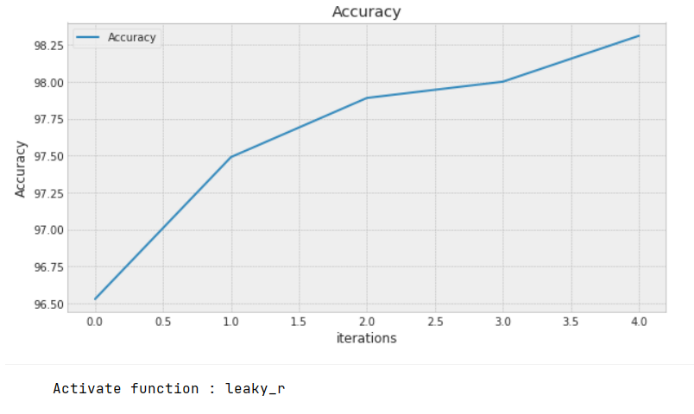 Accuracy
Accuracy
98.25
98.00
97.75
97.50
97.25
97.00
96.75
96.50
Accuracy
0.0 0.5 1.0 1.5 2.0 2.5 3.0 3.5 4.0
iterations
Activate function : leaky_r